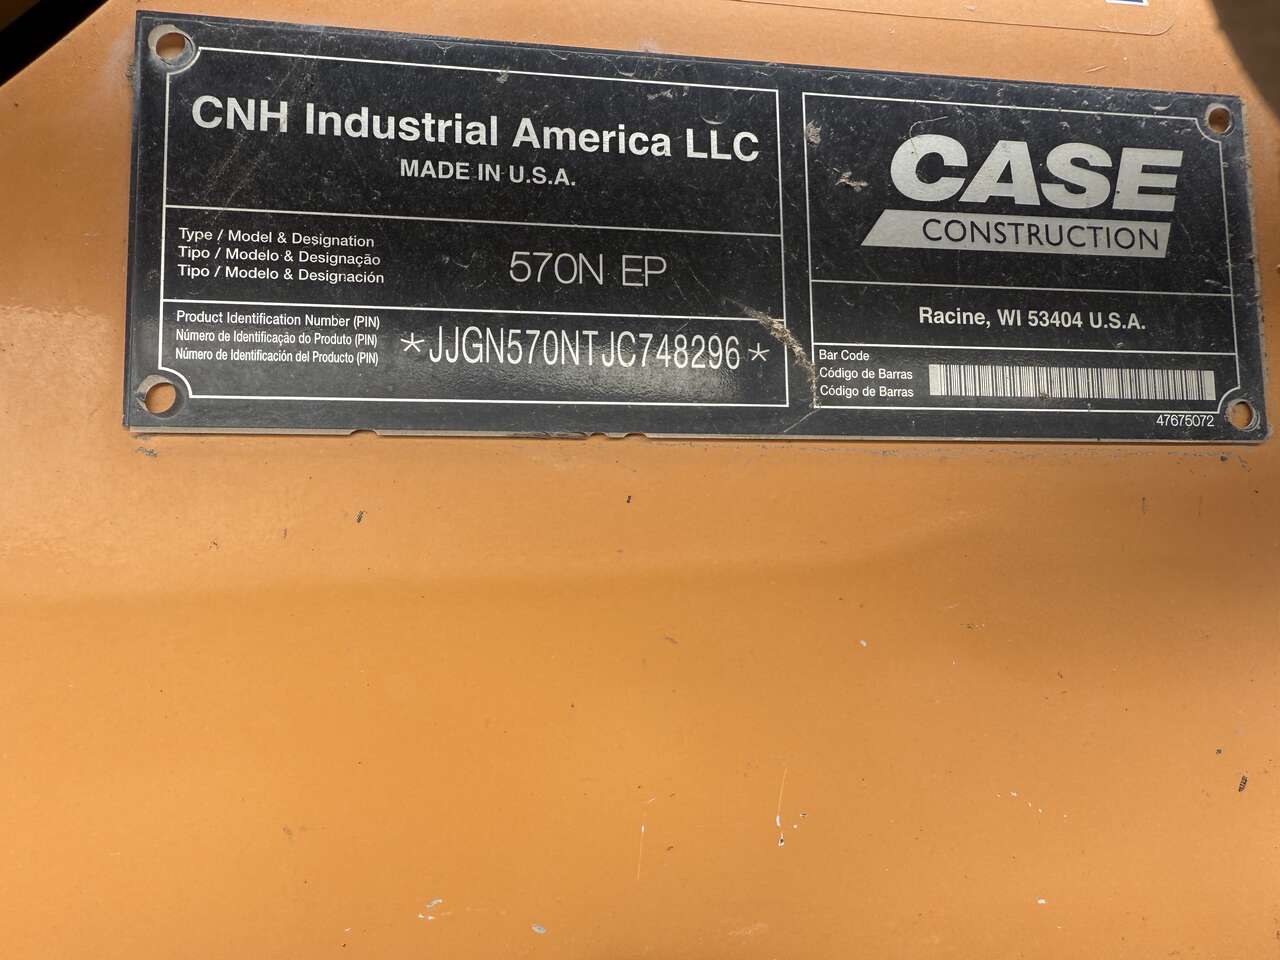 CNH Industrial America LLC
MADE IN U.S.A.
Type / Model & Designation
Tipo / Modelo & Designação
Tipo / Modelo & Designación
570N EP
Product Identification Number (PIN)
Número de Identificação do Produto (PIN)
Número de Identificación del Producto (PIN)
*JJGN570NTJC748296*
CASE
CONSTRUCTION
Racine, WI 53404 U.S.A.
Bar Code
Código de Barras
Código de Barras
47675072